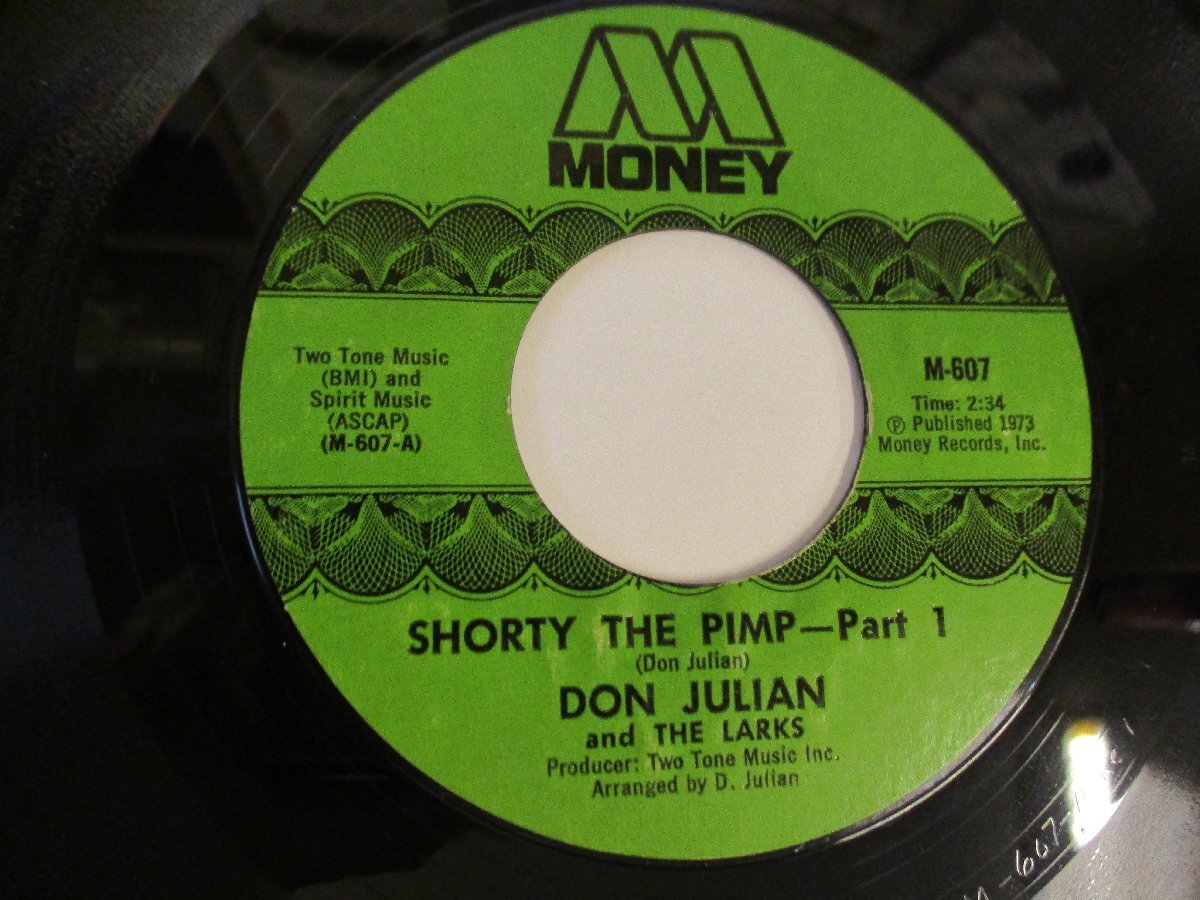 MONEY
Two Tone Music
(BMI) and
Spirit Music
(ASCAP)
(M-607-A)
M-607
Time: 2:34
Ⓟ Published 1973
Money Records, Inc.
SHORTY THE PIMP—Part 1
(Don Julian)
DON JULIAN
and THE LARKS
Producer: Two Tone Music Inc.
Arranged by D. Julian